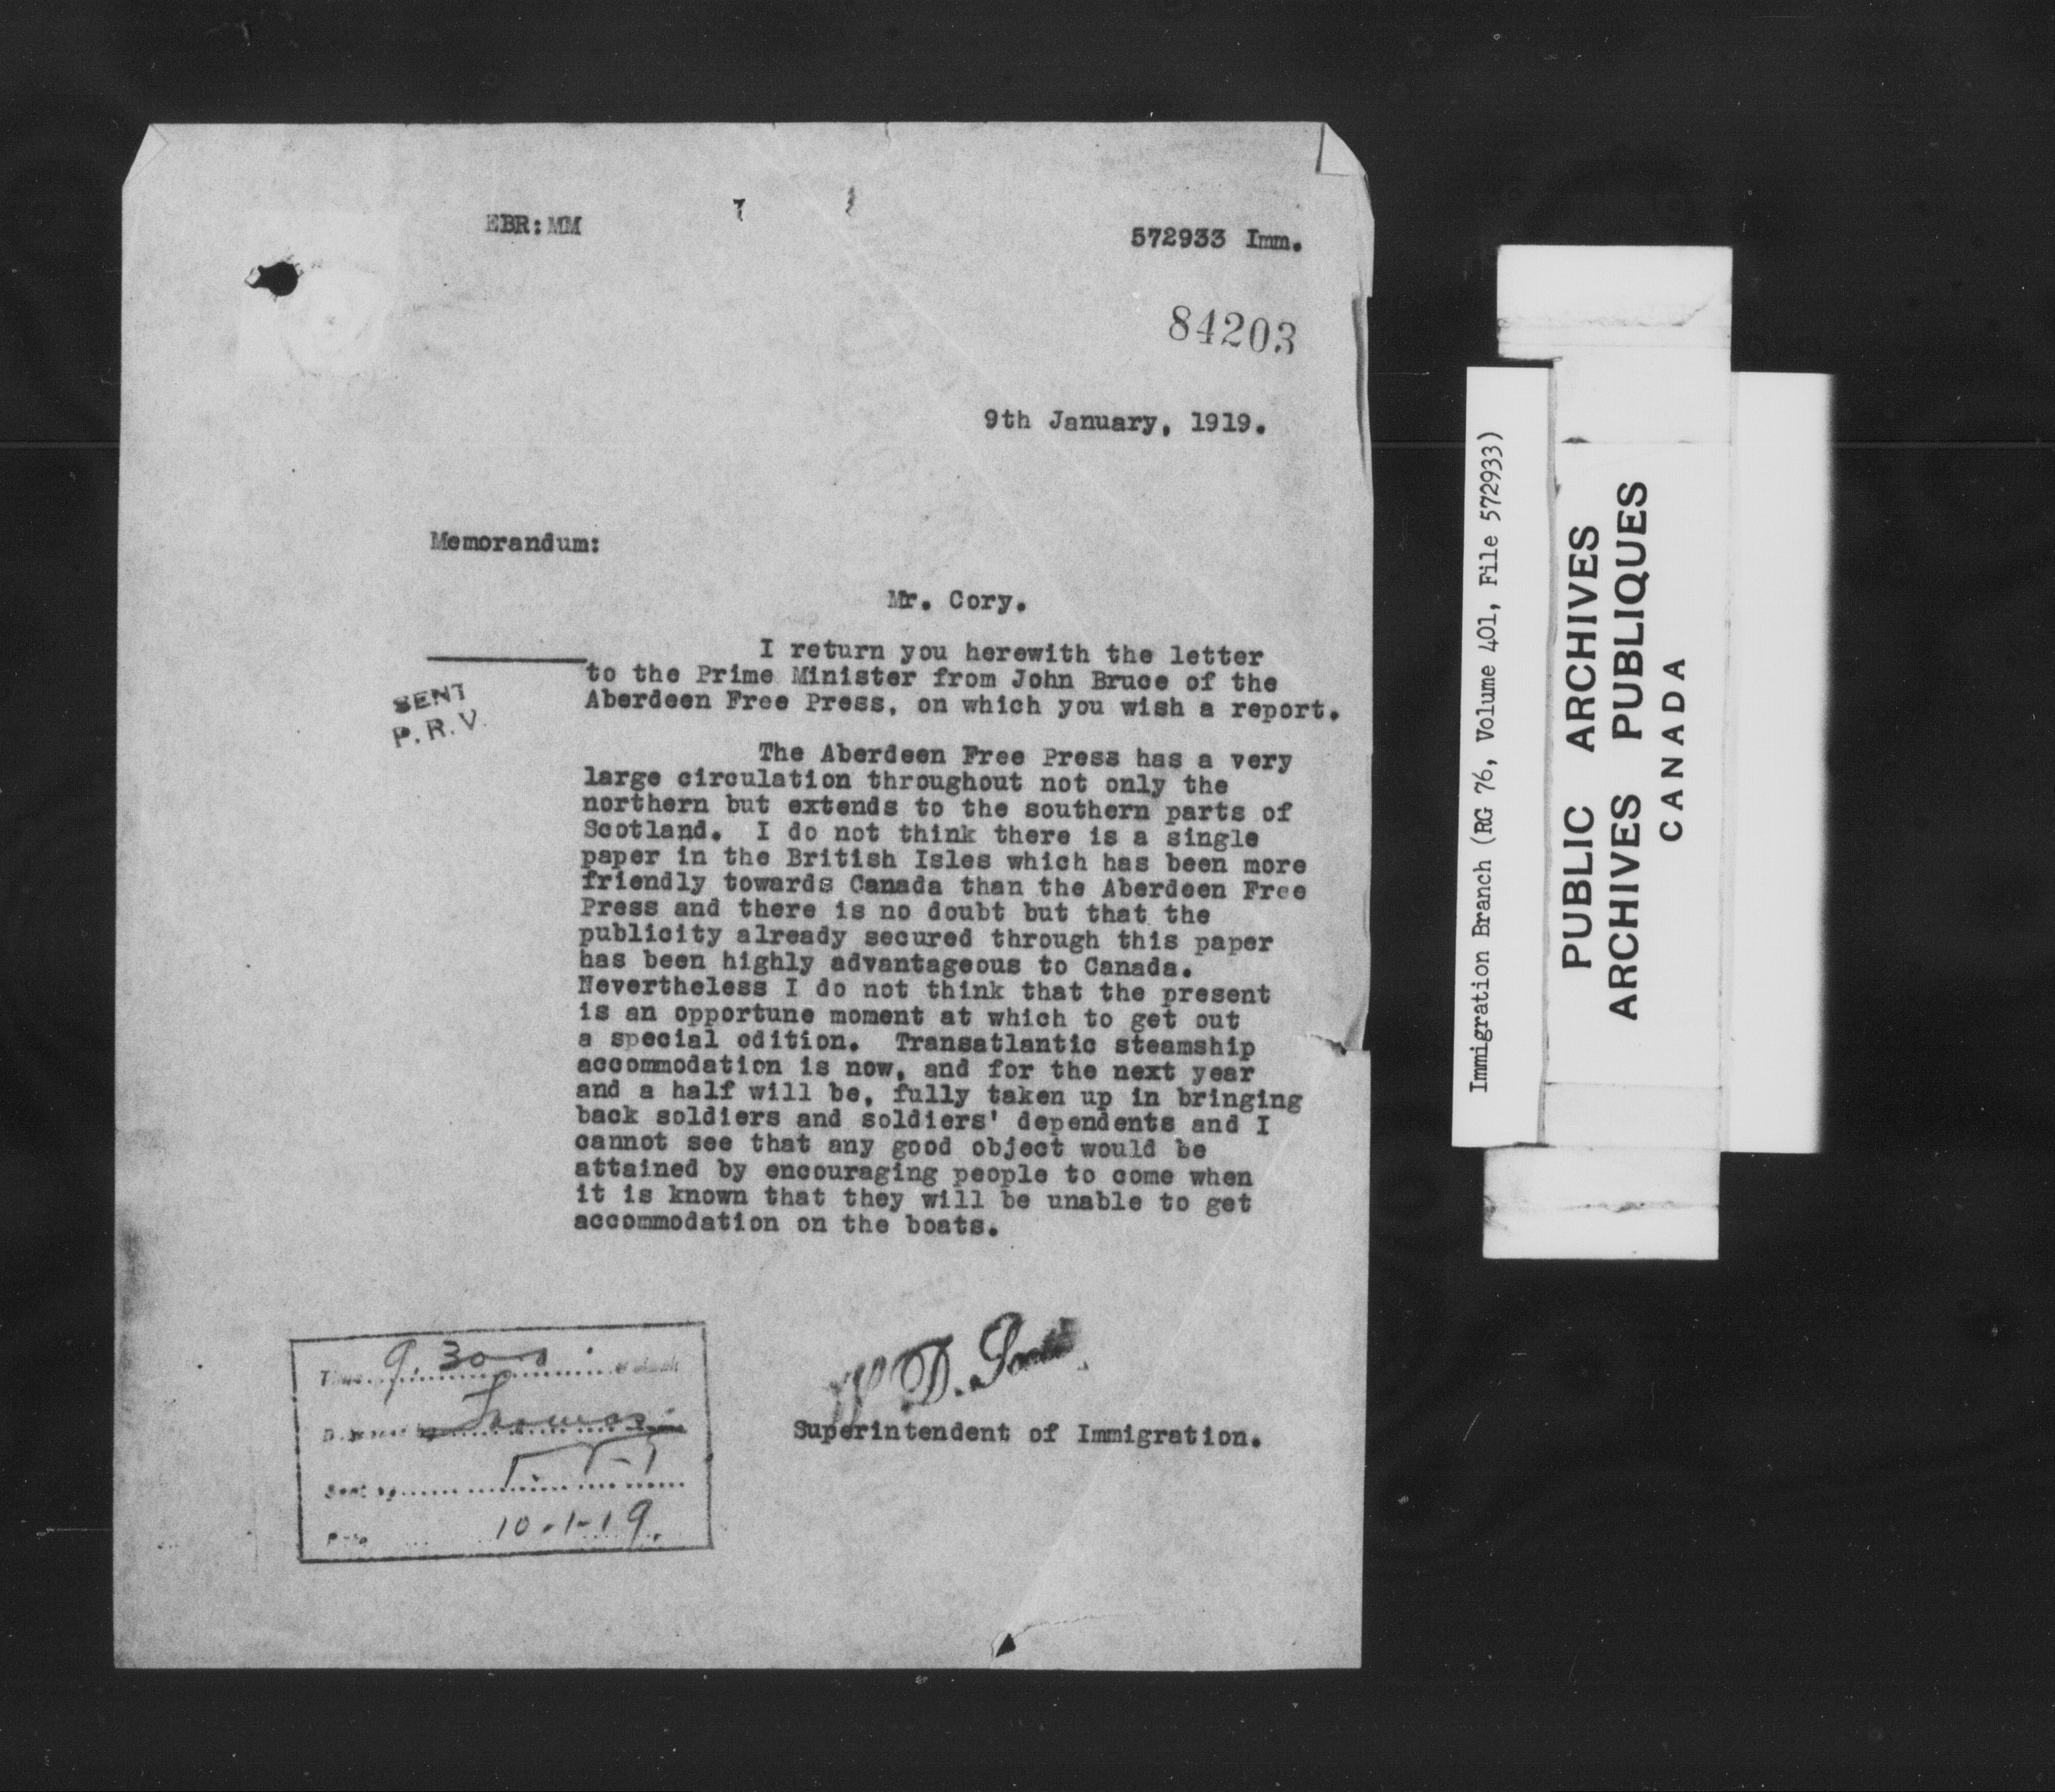 EBR:MM
572933 Imm.
84203
9th January, 1919.
Memorandum:
Mr. Cory.
I return you herewith the letter
to the Prime Minister from John Bruce of the
Aberdeen Free Press, on which you wish a report.
SENT
P.R.V.
The Aberdeen Free Press has a very
large circulation throughout not only the
northern but extends to the southern parts of
Scotland. I do not think there is a single
paper in the British Isles which has been more
friendly towards Canada than the Aberdeen Free
Press and there is no doubt but that the
publicity already secured through this paper
has been highly advantageous to Canada.
Nevertheless I do not think that the present
is an opportune moment at which to get out
a special edition. Transatlantic steamship
accommodation is now, and for the next year
and a half will be, fully taken up in bringing
back soldiers and soldiers' dependents and I
cannot see that any good object would be
attained by encouraging people to come when
it is known that they will be unable to get
accommodation on the boats.
W. D. Scott
Superintendent of Immigration.
Time 9.30
Thomas
Sent by
10-1-19.
Immigration Branch (RG 76, Volume 401, File 572933)
PUBLIC ARCHIVES
ARCHIVES PUBLIQUES
CANADA